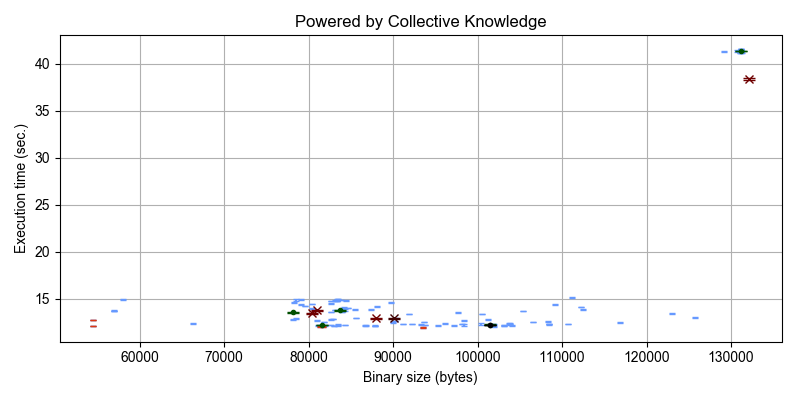 Powered by Collective Knowledge
Execution time (sec.)
40
35
30
25
20
15
60000 70000 80000 90000 100000 110000 120000 130000
Binary size (bytes)